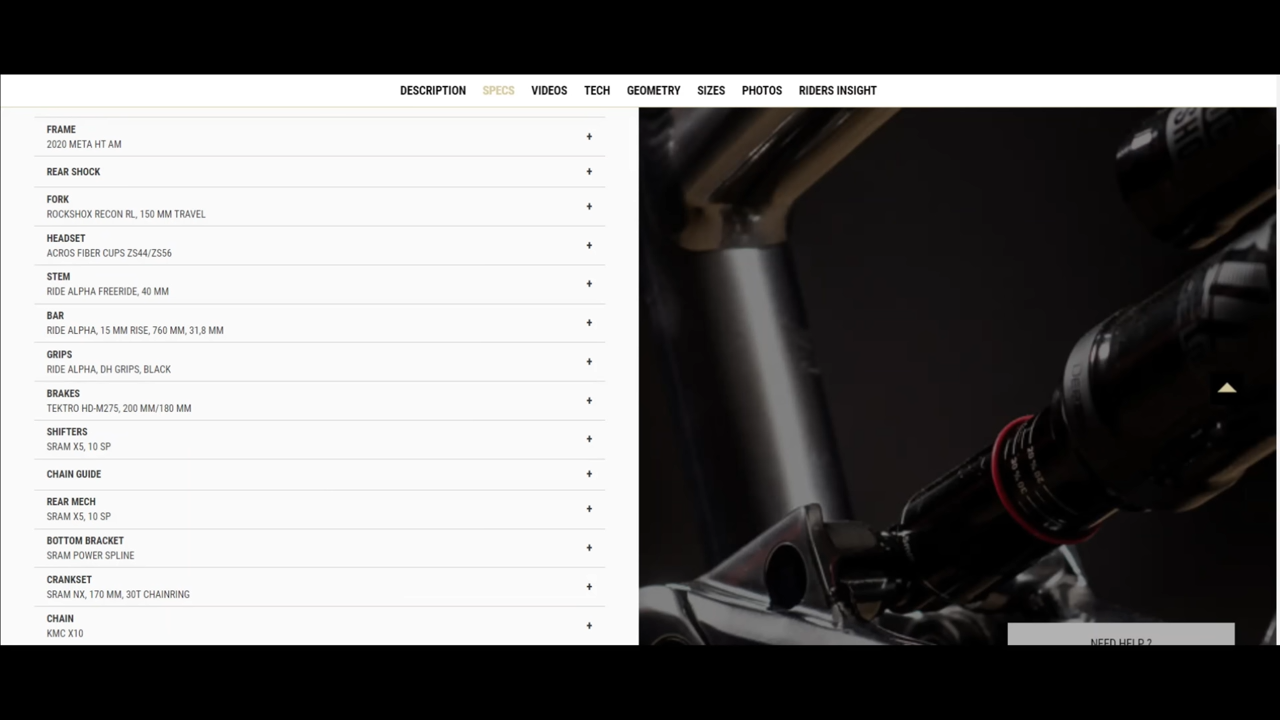 DESCRIPTION SPECS VIDEOS TECH GEOMETRY SIZES PHOTOS RIDERS INSIGHT
FRAME
2020 META HT AM
+
REAR SHOCK
+
FORK
ROCKSHOX RECON RL, 150 MM TRAVEL
+
HEADSET
ACROS FIBER CUPS ZS44/ZS56
+
STEM
RIDE ALPHA FREERIDE, 40 MM
+
BAR
RIDE ALPHA, 15 MM RISE, 760 MM, 31,8 MM
+
GRIPS
RIDE ALPHA, DH GRIPS, BLACK
+
BRAKES
TEKTRO HD-M275, 200 MM/180 MM
+
SHIFTERS
SRAM X5, 10 SP
+
CHAIN GUIDE
+
REAR MECH
SRAM X5, 10 SP
+
BOTTOM BRACKET
SRAM POWER SPLINE
+
CRANKSET
SRAM NX, 170 MM, 30T CHAINRING
+
CHAIN
KMC X10
+
NEED HELP ?